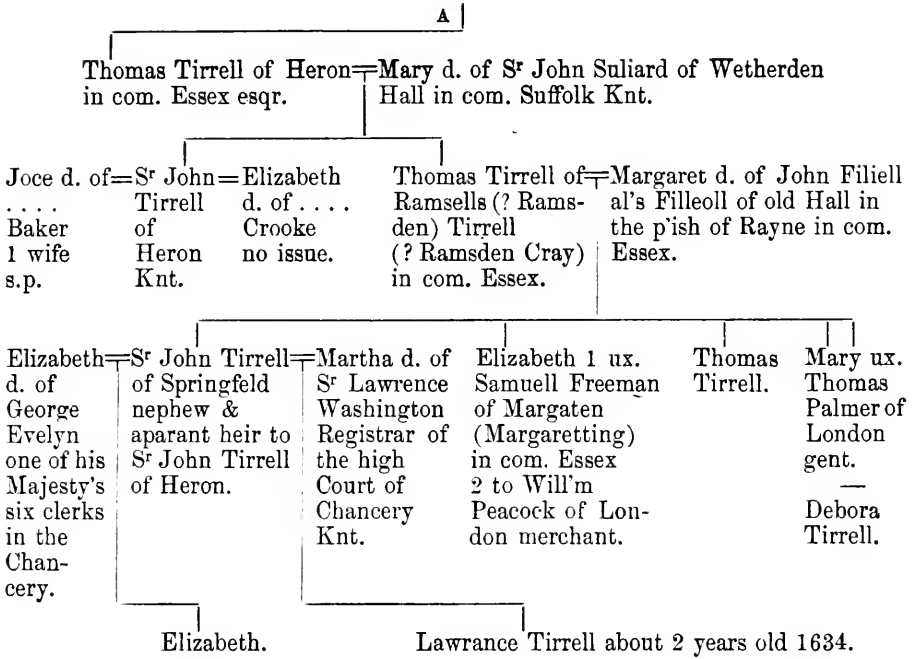 A
Thomas Tirrell of Heron=Mary d. of Sr John Suliard of Wetherden
in com. Essex esqr. Hall in com. Suffolk Knt.
Joce d. of=Sr John=Elizabeth
. . . . Tirrell d. of . . . .
Baker of Crooke
1 wife Heron no issue.
s.p. Knt.
Thomas Tirrell of=Margaret d. of John Filiell
Ramsells (? Rams- al's Filleoll of old Hall in
den) Tirrell the p'ish of Rayne in com.
(? Ramsden Cray) Essex.
in com. Essex.
Elizabeth=Sr John Tirrell=Martha d. of
d. of of Springfeld Sr Lawrence
George nephew & Washington
Evelyn aparant heir to Registrar of
one of his Sr John Tirrell the high
Majesty's of Heron. Court of
six clerks Chancery
in the Knt.
Chan-
cery.
Elizabeth 1 ux.
Samuell Freeman
of Margaten
(Margaretting)
in com. Essex
2 to Will'm
Peacock of Lon-
don merchant.
Thomas
Tirrell.
Mary ux.
Thomas
Palmer of
London
gent.
—
Debora
Tirrell.
Elizabeth. Lawrance Tirrell about 2 years old 1634.